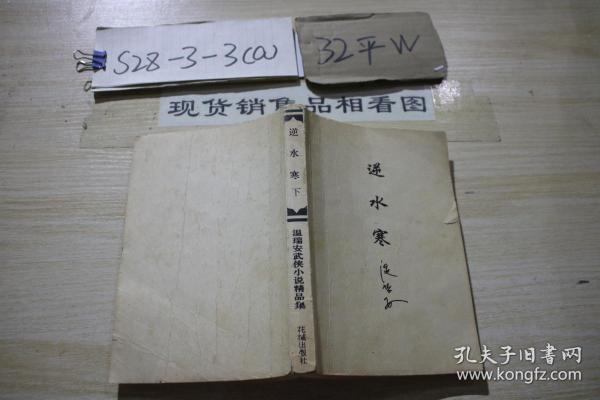 S28-3-3(0)
32平W
现货销售品相看图
逆水寒下
温瑞安武侠小说精品集
花城出版社
逆水寒
孔夫子旧书网
www.kongfz.com